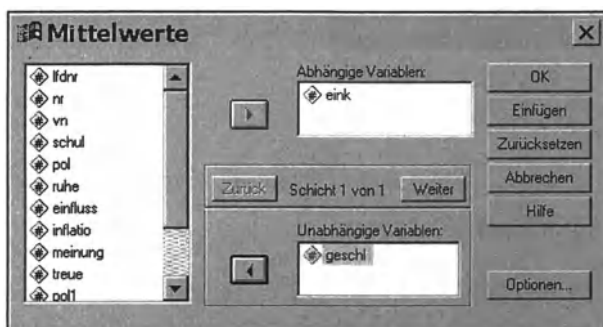 Mittelwerte
lfdnr
nr
vn
schul
pol
ruhe
einfluss
inflatio
meinung
treue
pol1
Abhängige Variablen:
eink
Zurück Schicht 1 von 1 Weiter
Unabhängige Variablen:
geschl
OK
Einfügen
Zurücksetzen
Abbrechen
Hilfe
Optionen...